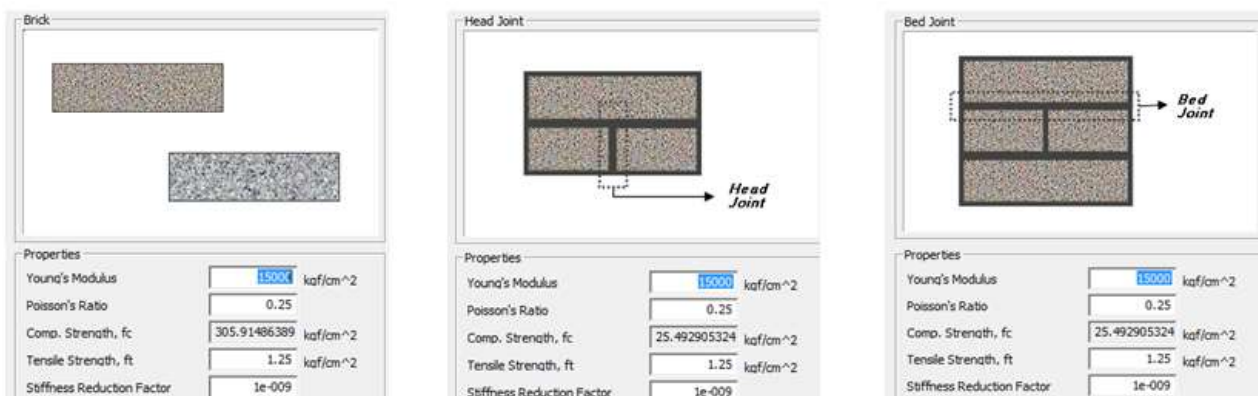 Brick
Properties
Young's Modulus 15000 kgf/cm^2
Poisson's Ratio 0.25
Comp. Strength, fc 305.91486389 kgf/cm^2
Tensile Strength, ft 1.25 kgf/cm^2
Stiffness Reduction Factor 1e-009
Head Joint
Head
Joint
Properties
Young's Modulus 15000 kgf/cm^2
Poisson's Ratio 0.25
Comp. Strength, fc 25.492905324 kgf/cm^2
Tensile Strength, ft 1.25 kgf/cm^2
Stiffness Reduction Factor 1e-009
Bed Joint
Bed
Joint
Properties
Young's Modulus 15000 kgf/cm^2
Poisson's Ratio 0.25
Comp. Strength, fc 25.492905324 kgf/cm^2
Tensile Strength, ft 1.25 kgf/cm^2
Stiffness Reduction Factor 1e-009